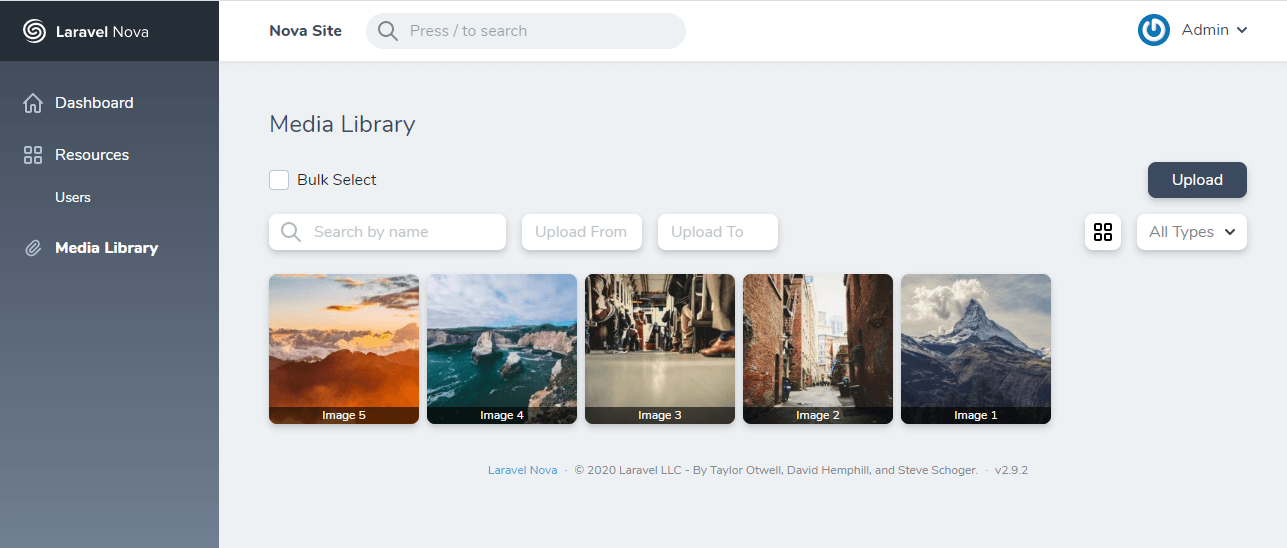 Laravel Nova
Nova Site
Press / to search
Admin
Dashboard
Resources
Users
Media Library
Media Library
Bulk Select
Upload
Search by name
Upload From
Upload To
All Types
Image 5
Image 4
Image 3
Image 2
Image 1
Laravel Nova · © 2020 Laravel LLC - By Taylor Otwell, David Hemphill, and Steve Schoger. · v2.9.2